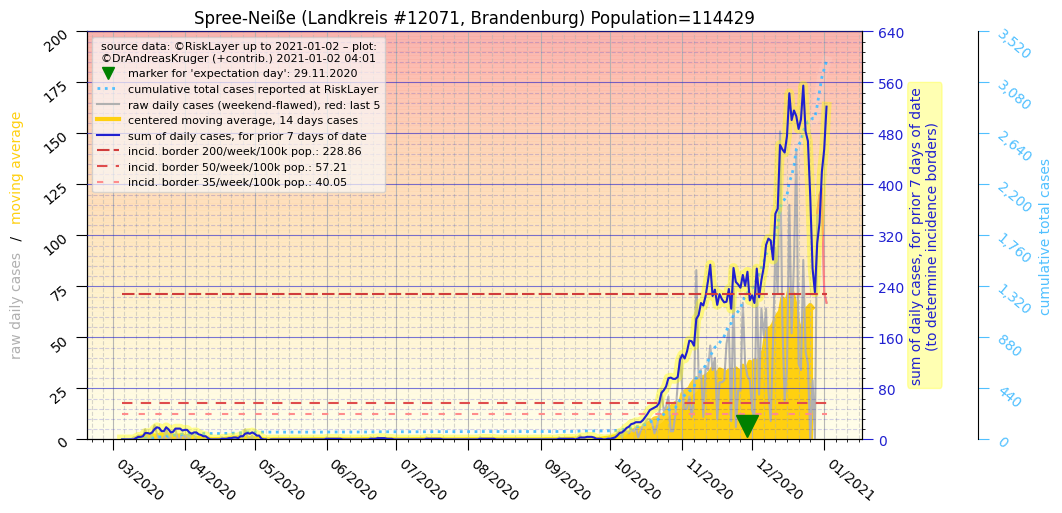 Spree-Neiße (Landkreis #12071, Brandenburg) Population=114429
source data: ©RiskLayer up to 2021-01-02 – plot:
©DrAndreasKruger (+contrib.) 2021-01-02 04:01
marker for 'expectation day': 29.11.2020
cumulative total cases reported at RiskLayer
raw daily cases (weekend-flawed), red: last 5
centered moving average, 14 days cases
sum of daily cases, for prior 7 days of date
incid. border 200/week/100k pop.: 228.86
incid. border 50/week/100k pop.: 57.21
incid. border 35/week/100k pop.: 40.05
raw daily cases / moving average
200
175
150
125
100
75
50
25
0
03/2020
04/2020
05/2020
06/2020
07/2020
08/2020
09/2020
10/2020
11/2020
12/2020
01/2021
640
560
480
400
320
240
160
80
0
sum of daily cases, for prior 7 days of date
(to determine incidence borders)
3,520
3,080
2,640
2,200
1,760
1,320
880
440
0
cumulative total cases